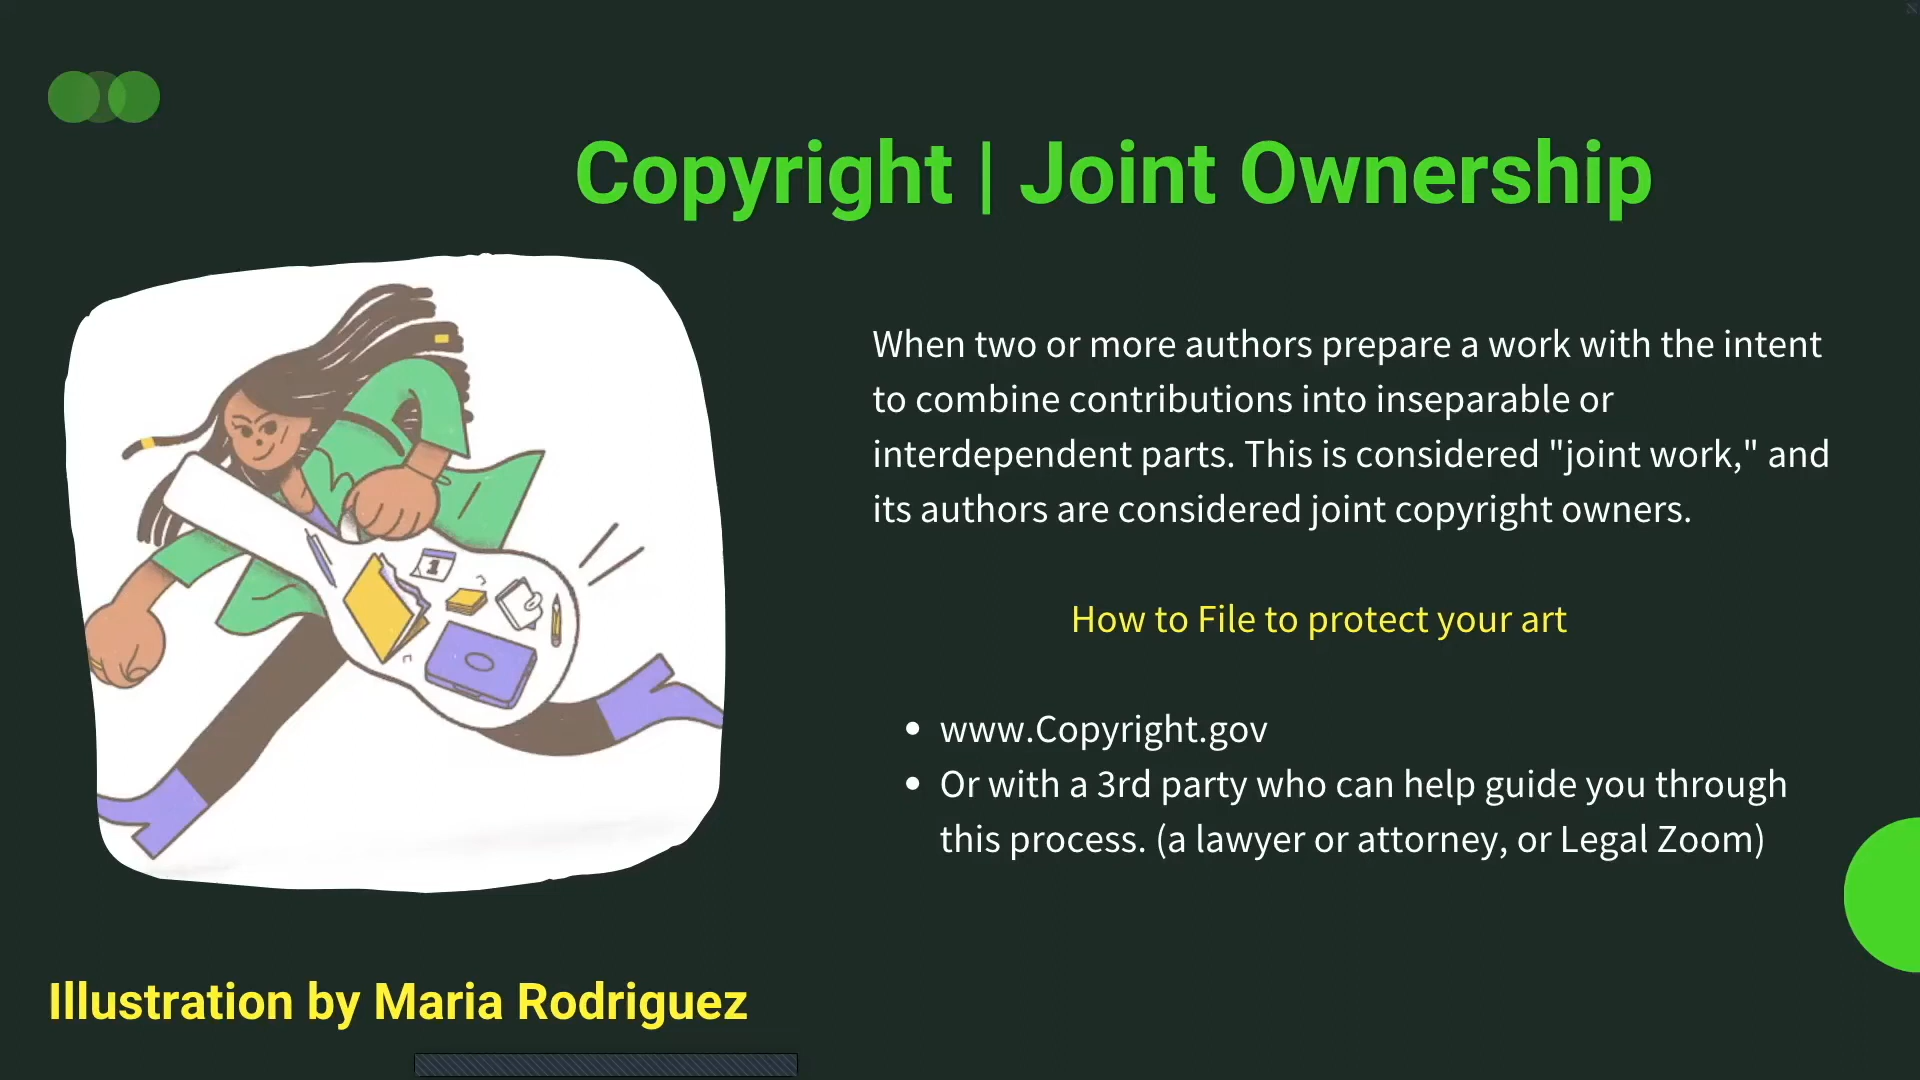 Copyright | Joint Ownership
When two or more authors prepare a work with the intent
to combine contributions into inseparable or
interdependent parts. This is considered "joint work," and
its authors are considered joint copyright owners.
How to File to protect your art
• www.Copyright.gov
• Or with a 3rd party who can help guide you through
this process. (a lawyer or attorney, or Legal Zoom)
1
Illustration by Maria Rodriguez